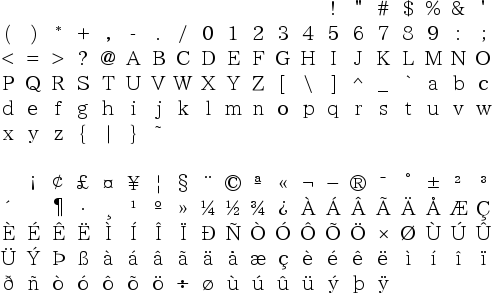 ! " # $ % & '
( ) * + , - . / 0 1 2 3 4 5 6 7 8 9 : ;
< = > ? @ A B C D E F G H I J K L M N O
P Q R S T U V W X Y Z [ \ ] ^ _ ` a b c
d e f g h i j k l m n o p q r s t u v w
x y z { | } ~
¡ ¢ £ ¤ ¥ ¦ § ¨ © ª « ¬ – ® ¯ ° ± ² ³
´ ¶ · ¸ ¹ º » ¼ ½ ¾ ¿ À Á Â Ã Ä Å Æ Ç
È É Ê Ë Ì Í Î Ï Ð Ñ Ò Ó Ô Õ Ö × Ø Ù Ú Û
Ü Ý Þ ß à á â ã ä å æ ç è é ê ë ì í î ï
ð ñ ò ó ô õ ö ÷ ø ù ú û ü ý þ ÿ